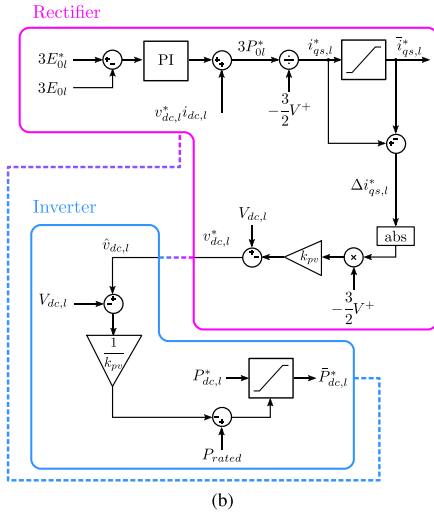 Rectifier
3E*₀ₗ
3E₀ₗ
+ -
PI
+ +
3P*₀ₗ
÷
i*qs,l
ī*qs,l
v*dc,l idc,l
-3/2 V⁺
+ -
Δi*qs,l
abs
×
-3/2 V⁺
kpv
Vdc,l
+ -
v*dc,l
Inverter
v̂dc,l
Vdc,l
- +
1/kpv
P*dc,l
P̄*dc,l
- +
Prated
(b)